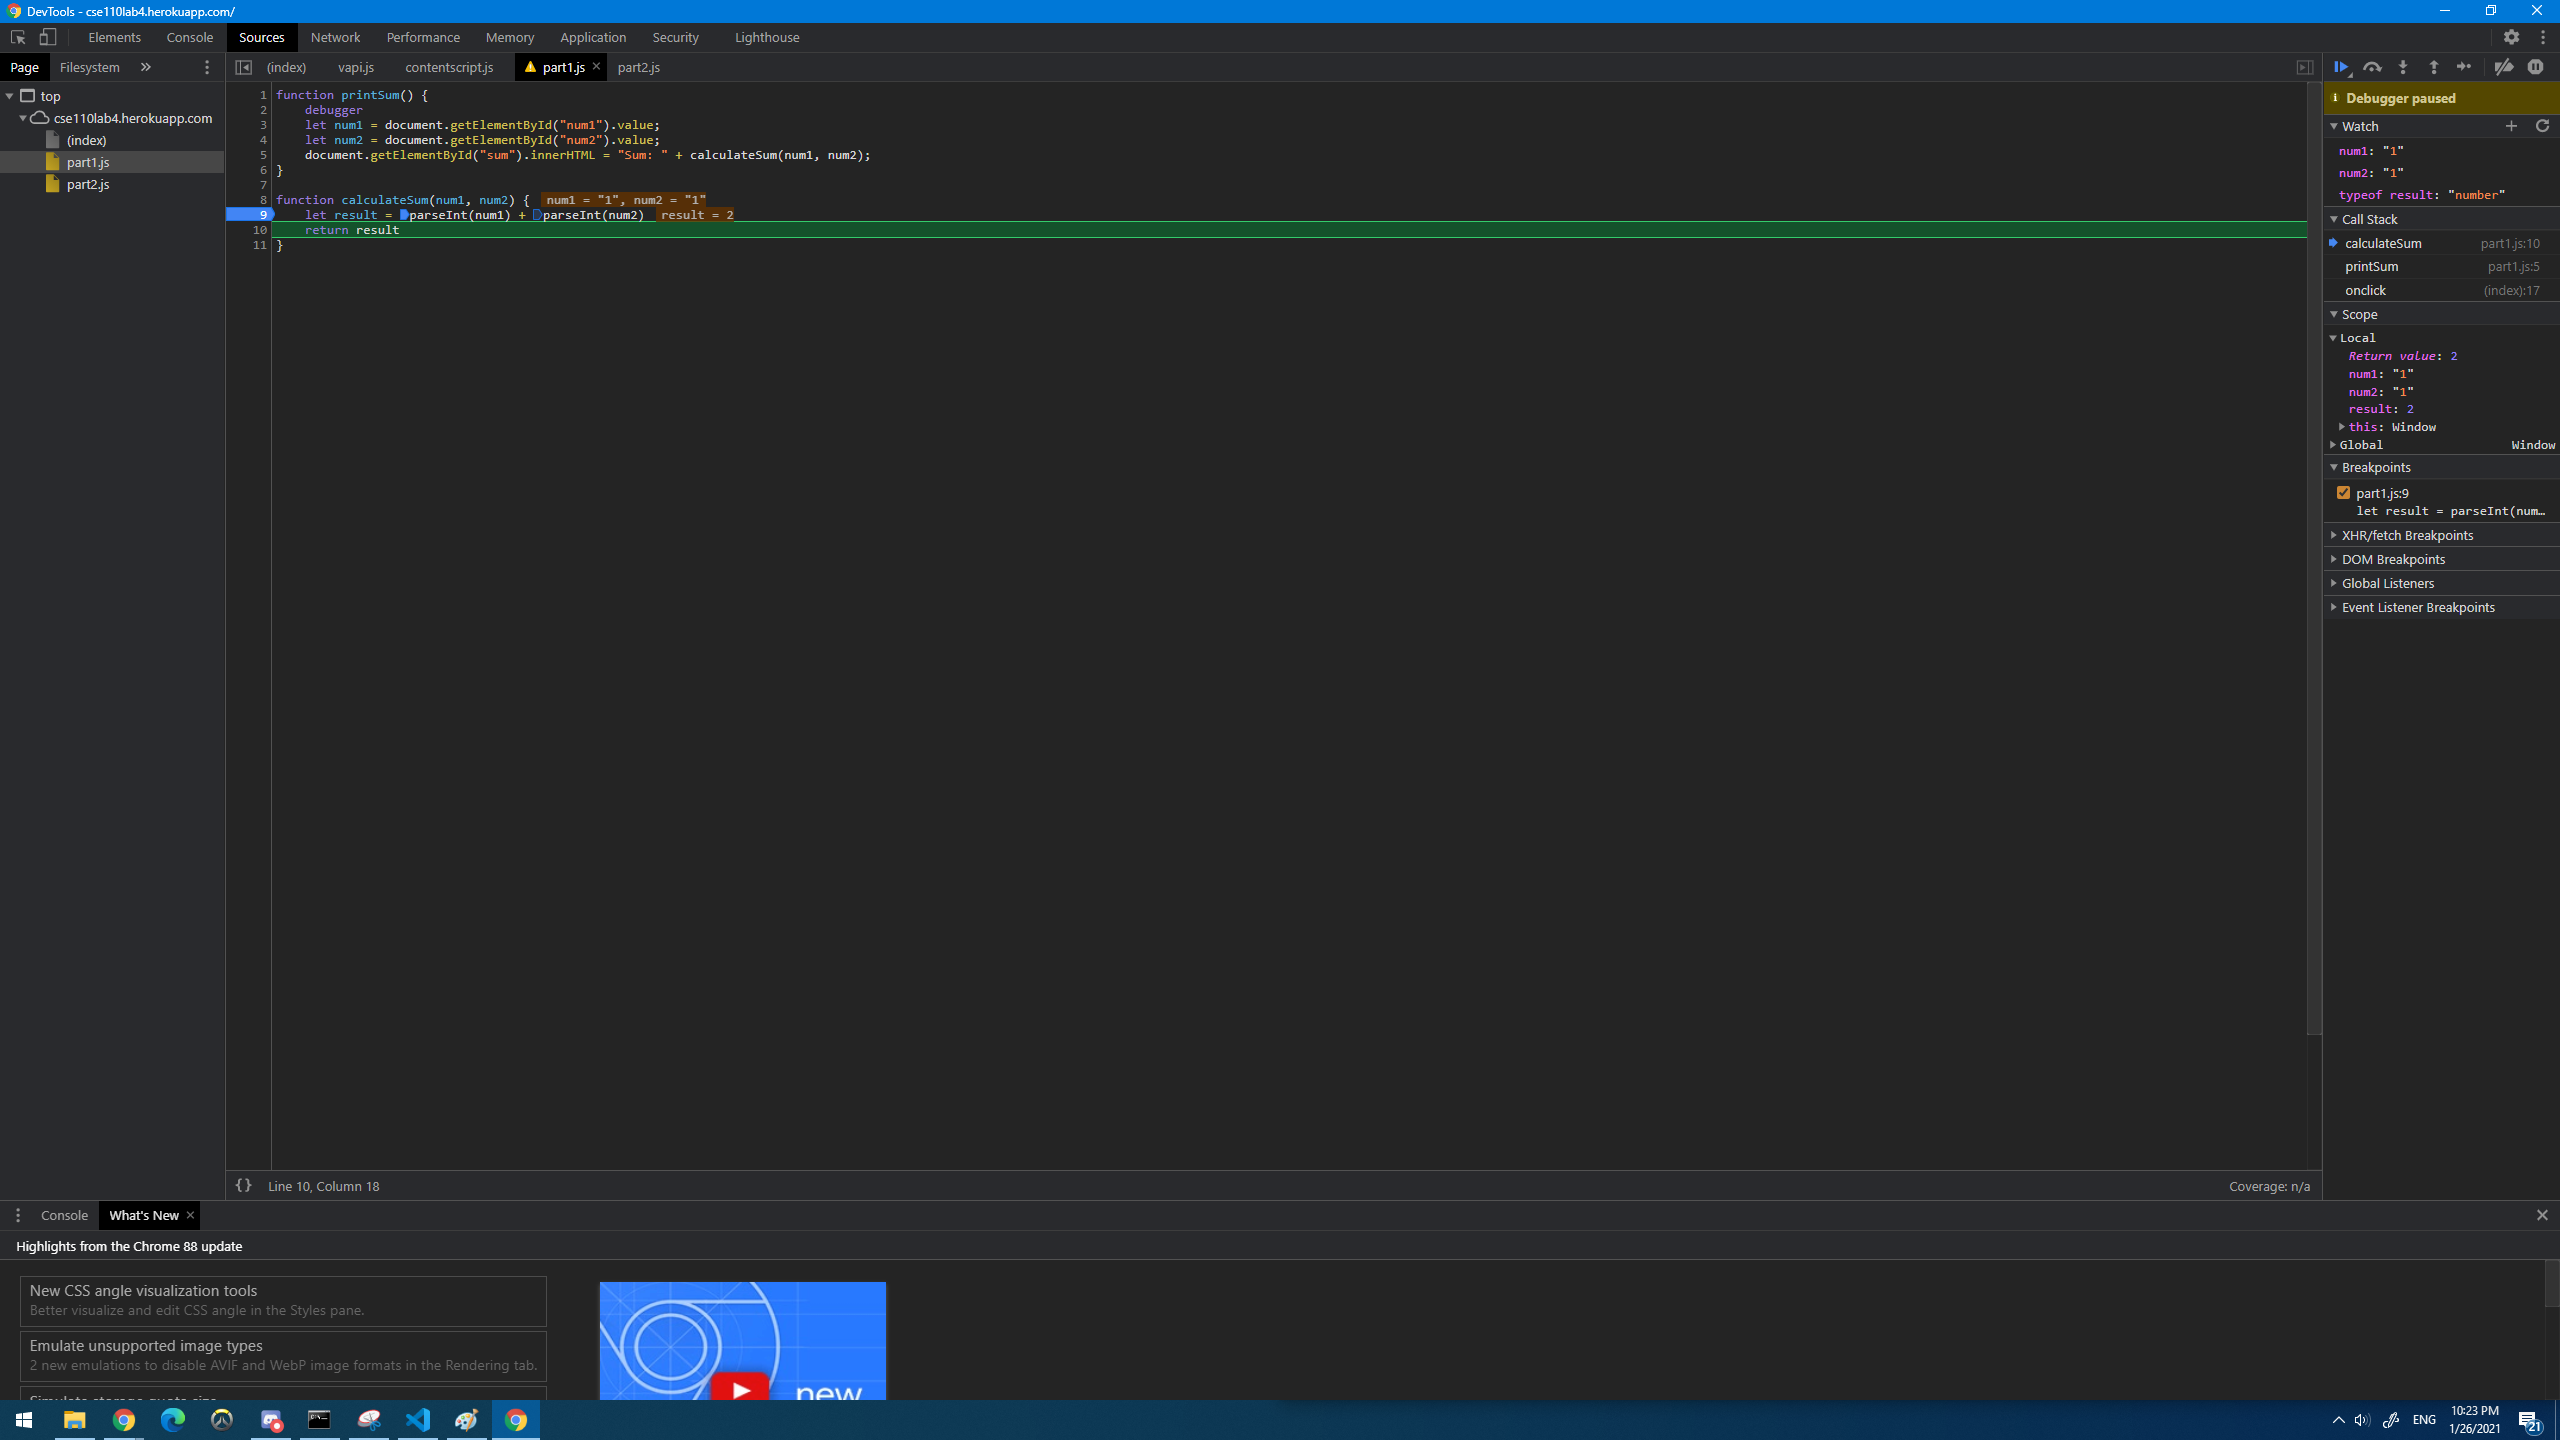 DevTools - cse110lab4.herokuapp.com/
Elements Console Sources Network Performance Memory Application Security Lighthouse
Page Filesystem » (index) vapi.js contentscript.js part1.js × part2.js
top
cse110lab4.herokuapp.com
(index)
part1.js
part2.js
1 function printSum() {
2 debugger
3 let num1 = document.getElementById("num1").value;
4 let num2 = document.getElementById("num2").value;
5 document.getElementById("sum").innerHTML = "Sum: " + calculateSum(num1, num2);
6 }
7
8 function calculateSum(num1, num2) { num1 = "1", num2 = "1"
9 let result = parseInt(num1) + parseInt(num2) result = 2
10 return result
11 }
Debugger paused
Watch
num1: "1"
num2: "1"
typeof result: "number"
Call Stack
calculateSum part1.js:10
printSum part1.js:5
onclick (index):17
Scope
Local
Return value: 2
num1: "1"
num2: "1"
result: 2
this: Window
Global Window
Breakpoints
part1.js:9
let result = parseInt(num…
XHR/fetch Breakpoints
DOM Breakpoints
Global Listeners
Event Listener Breakpoints
{} Line 10, Column 18 Coverage: n/a
Console What's New ×
Highlights from the Chrome 88 update
New CSS angle visualization tools
Better visualize and edit CSS angle in the Styles pane.
Emulate unsupported image types
2 new emulations to disable AVIF and WebP image formats in the Rendering tab.
Simulate storage quota size
new
ENG
10:23 PM
1/26/2021
21